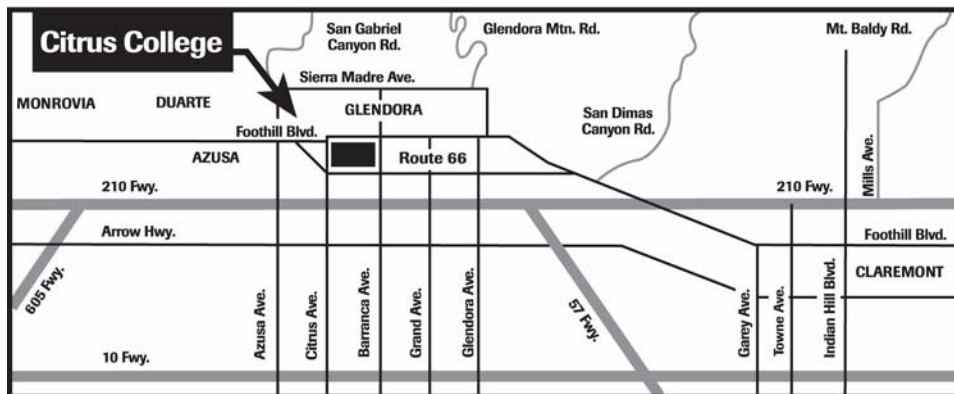 Citrus College
San Gabriel
Canyon Rd.
Glendora Mtn. Rd.
Mt. Baldy Rd.
Sierra Madre Ave.
MONROVIA
DUARTE
GLENDORA
San Dimas
Canyon Rd.
Foothill Blvd.
AZUSA
Route 66
Mills Ave.
210 Fwy.
210 Fwy.
Arrow Hwy.
Foothill Blvd.
605 Fwy.
CLAREMONT
Azusa Ave.
Citrus Ave.
Barranca Ave.
Grand Ave.
Glendora Ave.
57 Fwy.
Garey Ave.
Towne Ave.
Indian Hill Blvd.
10 Fwy.